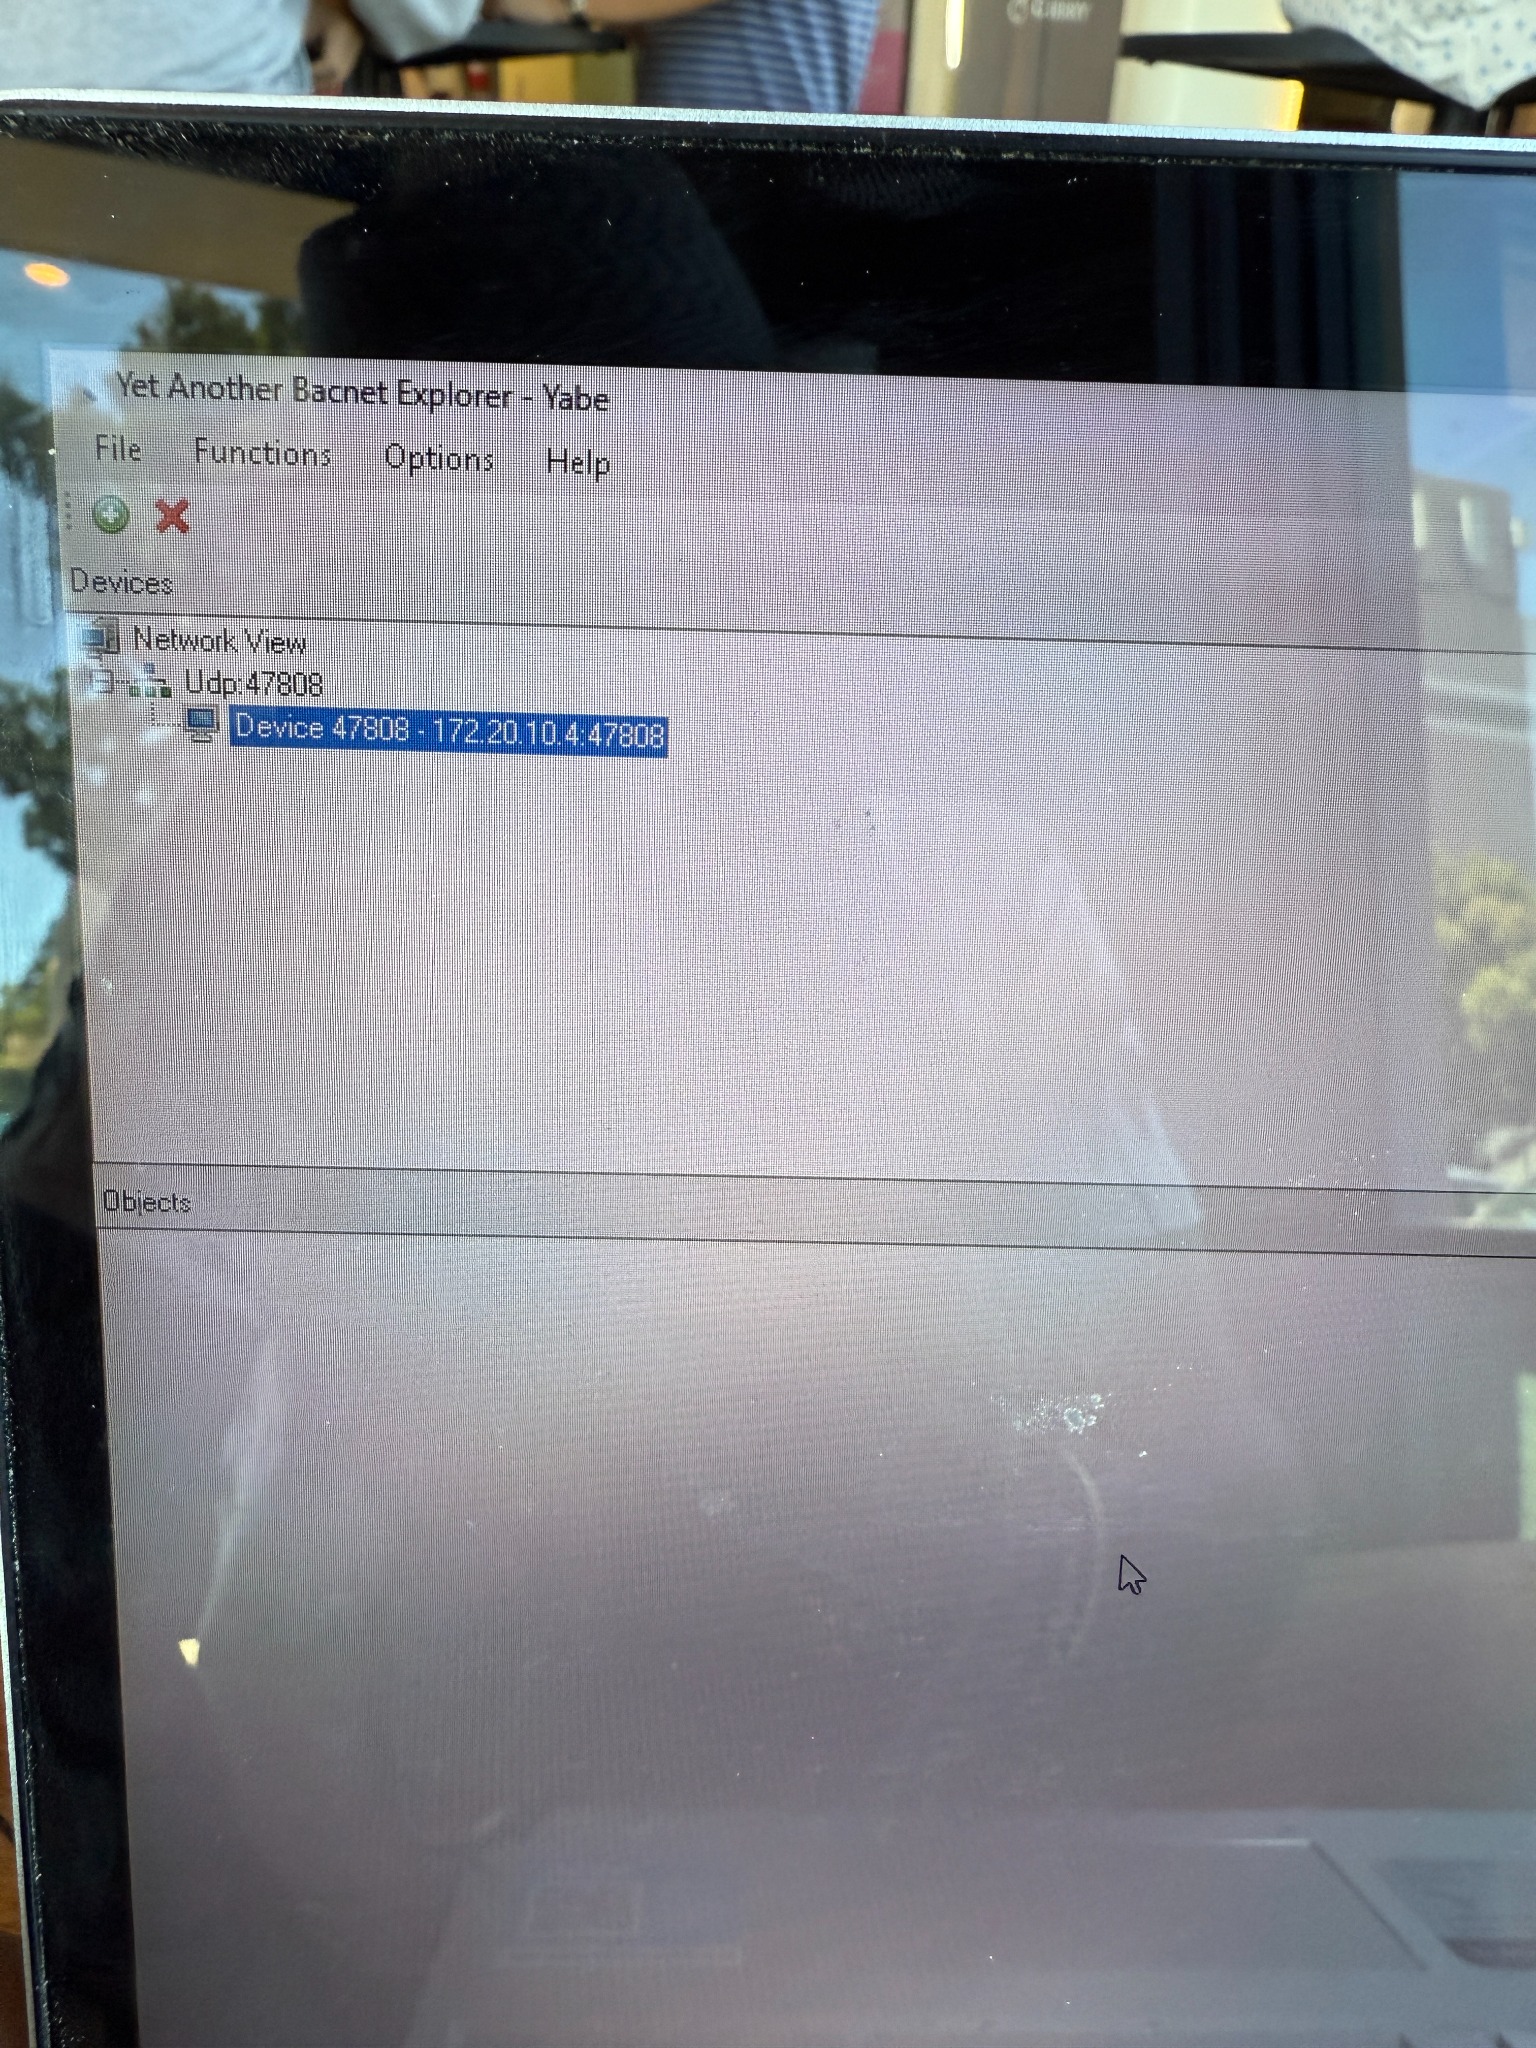 Yet Another Bacnet Explorer - Yabe
File Functions Options Help
Devices
Network View
Udp:47808
Device 47808 - 172.20.10.4:47808
Objects